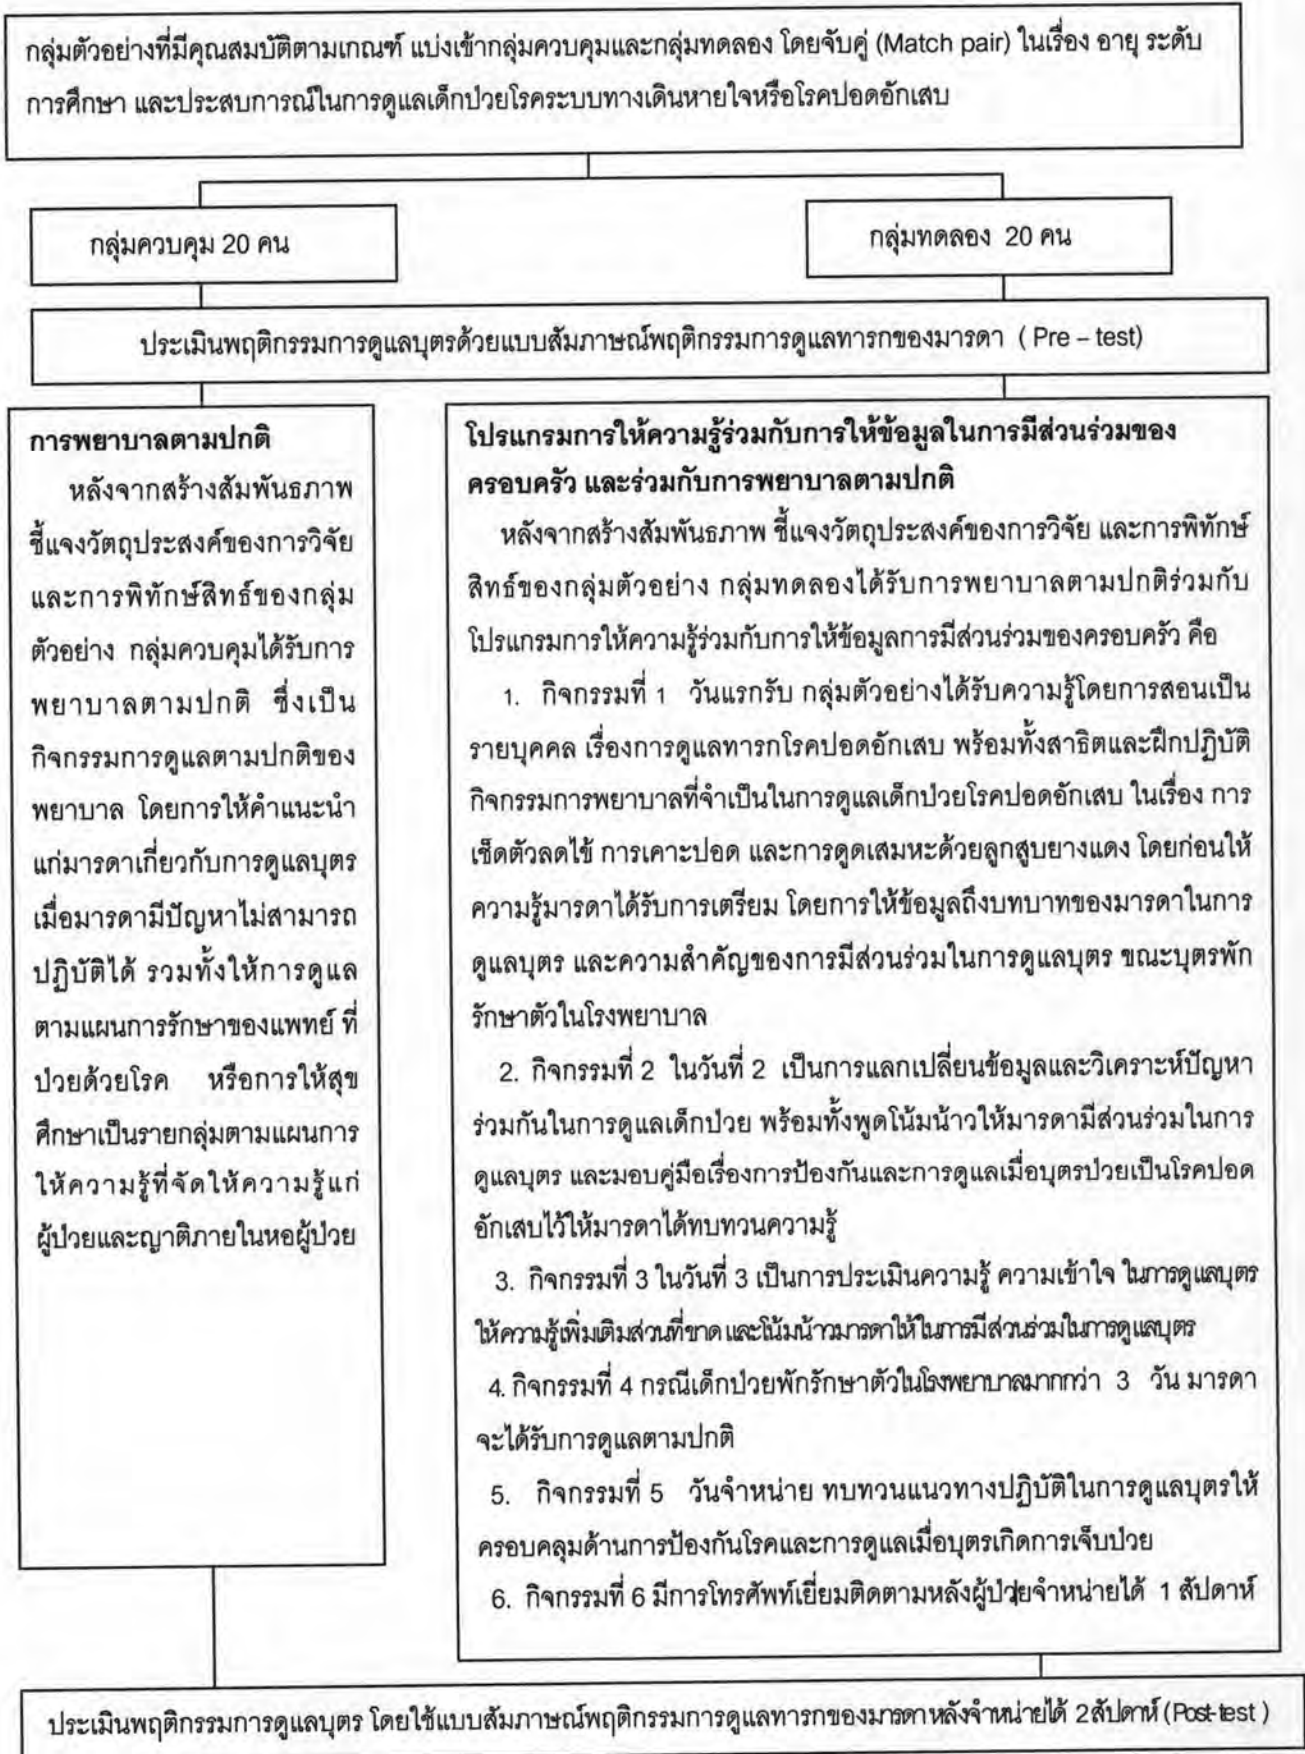 กลุ่มตัวอย่างที่มีคุณสมบัติตามเกณฑ์ แบ่งเข้ากลุ่มควบคุมและกลุ่มทดลอง โดยจับคู่ (Match pair) ในเรื่อง อายุ ระดับ
การศึกษา และประสบการณ์ในการดูแลเด็กป่วยโรคระบบทางเดินหายใจหรือโรคปอดอักเสบ
กลุ่มควบคุม 20 คน
กลุ่มทดลอง 20 คน
ประเมินพฤติกรรมการดูแลบุตรด้วยแบบสัมภาษณ์พฤติกรรมการดูแลทารกของมารดา ( Pre – test)
การพยาบาลตามปกติ
หลังจากสร้างสัมพันธภาพ
ชี้แจงวัตถุประสงค์ของการวิจัย
และการพิทักษ์สิทธ์ของกลุ่ม
ตัวอย่าง กลุ่มควบคุมได้รับการ
พยาบาลตามปกติ ซึ่งเป็น
กิจกรรมการดูแลตามปกติของ
พยาบาล โดยการให้คำแนะนำ
แก่มารดาเกี่ยวกับการดูแลบุตร
เมื่อมารดามีปัญหาไม่สามารถ
ปฏิบัติได้ รวมทั้งให้การดูแล
ตามแผนการรักษาของแพทย์ ที่
ป่วยด้วยโรค หรือการให้สุข
ศึกษาเป็นรายกลุ่มตามแผนการ
ให้ความรู้ที่จัดให้ความรู้แก่
ผู้ป่วยและญาติภายในหอผู้ป่วย
โปรแกรมการให้ความรู้ร่วมกับการให้ข้อมูลในการมีส่วนร่วมของ
ครอบครัว และร่วมกับการพยาบาลตามปกติ
หลังจากสร้างสัมพันธภาพ ชี้แจงวัตถุประสงค์ของการวิจัย และการพิทักษ์
สิทธ์ของกลุ่มตัวอย่าง กลุ่มทดลองได้รับการพยาบาลตามปกติร่วมกับ
โปรแกรมการให้ความรู้ร่วมกับการให้ข้อมูลการมีส่วนร่วมของครอบครัว คือ
1. กิจกรรมที่ 1 วันแรกรับ กลุ่มตัวอย่างได้รับความรู้โดยการสอนเป็น
รายบุคคล เรื่องการดูแลทารกโรคปอดอักเสบ พร้อมทั้งสาธิตและฝึกปฏิบัติ
กิจกรรมการพยาบาลที่จำเป็นในการดูแลเด็กป่วยโรคปอดอักเสบ ในเรื่อง การ
เช็ดตัวลดไข้ การเคาะปอด และการดูดเสมหะด้วยลูกสูบยางแดง โดยก่อนให้
ความรู้มารดาได้รับการเตรียม โดยการให้ข้อมูลถึงบทบาทของมารดาในการ
ดูแลบุตร และความสำคัญของการมีส่วนร่วมในการดูแลบุตร ขณะบุตรพัก
รักษาตัวในโรงพยาบาล
2. กิจกรรมที่ 2 ในวันที่ 2 เป็นการแลกเปลี่ยนข้อมูลและวิเคราะห์ปัญหา
ร่วมกันในการดูแลเด็กป่วย พร้อมทั้งพูดโน้มน้าวให้มารดามีส่วนร่วมในการ
ดูแลบุตร และมอบคู่มือเรื่องการป้องกันและการดูแลเมื่อบุตรป่วยเป็นโรคปอด
อักเสบไว้ให้มารดาได้ทบทวนความรู้
3. กิจกรรมที่ 3 ในวันที่ 3 เป็นการประเมินความรู้ ความเข้าใจ ในการดูแลบุตร
ให้ความรู้เพิ่มเติมส่วนที่ขาด และโน้มน้าวมารดาให้ในการมีส่วนร่วมในการดูแลบุตร
4. กิจกรรมที่ 4 กรณีเด็กป่วยพักรักษาตัวในโรงพยาบาลมากกว่า 3 วัน มารดา
จะได้รับการดูแลตามปกติ
5. กิจกรรมที่ 5 วันจำหน่าย ทบทวนแนวทางปฏิบัติในการดูแลบุตรให้
ครอบคลุมด้านการป้องกันโรคและการดูแลเมื่อบุตรเกิดการเจ็บป่วย
6. กิจกรรมที่ 6 มีการโทรศัพท์เยี่ยมติดตามหลังผู้ป่วยจำหน่ายได้ 1 สัปดาห์
ประเมินพฤติกรรมการดูแลบุตร โดยใช้แบบสัมภาษณ์พฤติกรรมการดูแลทารกของมารดาหลังจำหน่ายได้ 2 สัปดาห์ (Post-test )